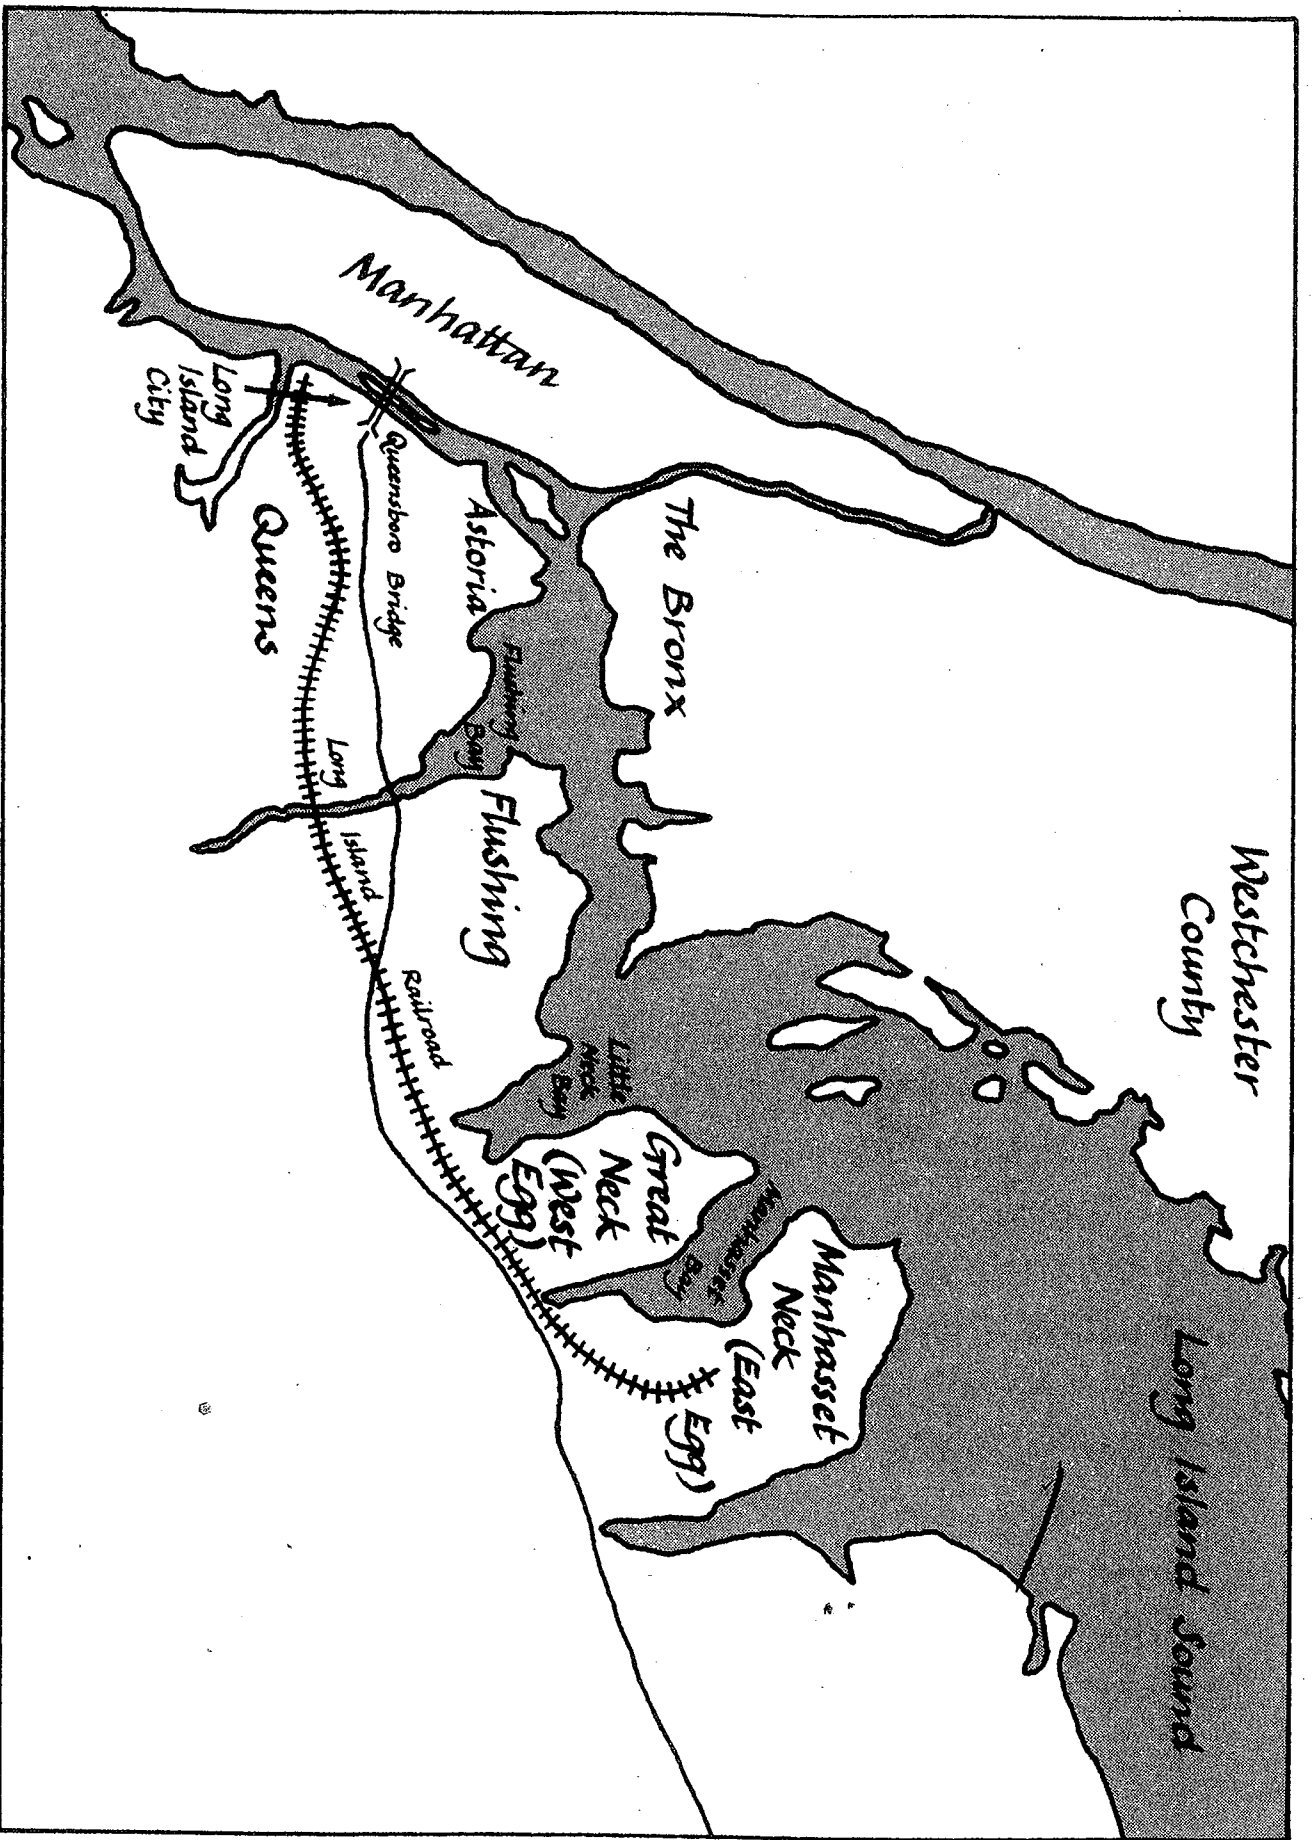 Westchester
County
Manhattan
The Bronx
Long Island Sound
Queensboro Bridge
Astoria
Flushing
Bay
Flushing
Little
Neck
Bay
Great
Neck
(West
Egg)
Manhasset
Bay
Manhasset
Neck
(East
Egg)
Long
Island
City
Queens
Long Island Railroad